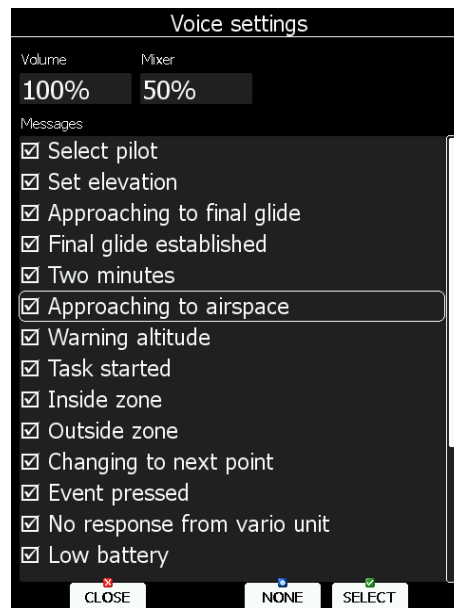 Voice settings
Volume Mixer
100% 50%
Messages
Select pilot
Set elevation
Approaching to final glide
Final glide established
Two minutes
Approaching to airspace
Warning altitude
Task started
Inside zone
Outside zone
Changing to next point
Event pressed
No response from vario unit
Low battery
CLOSE NONE SELECT